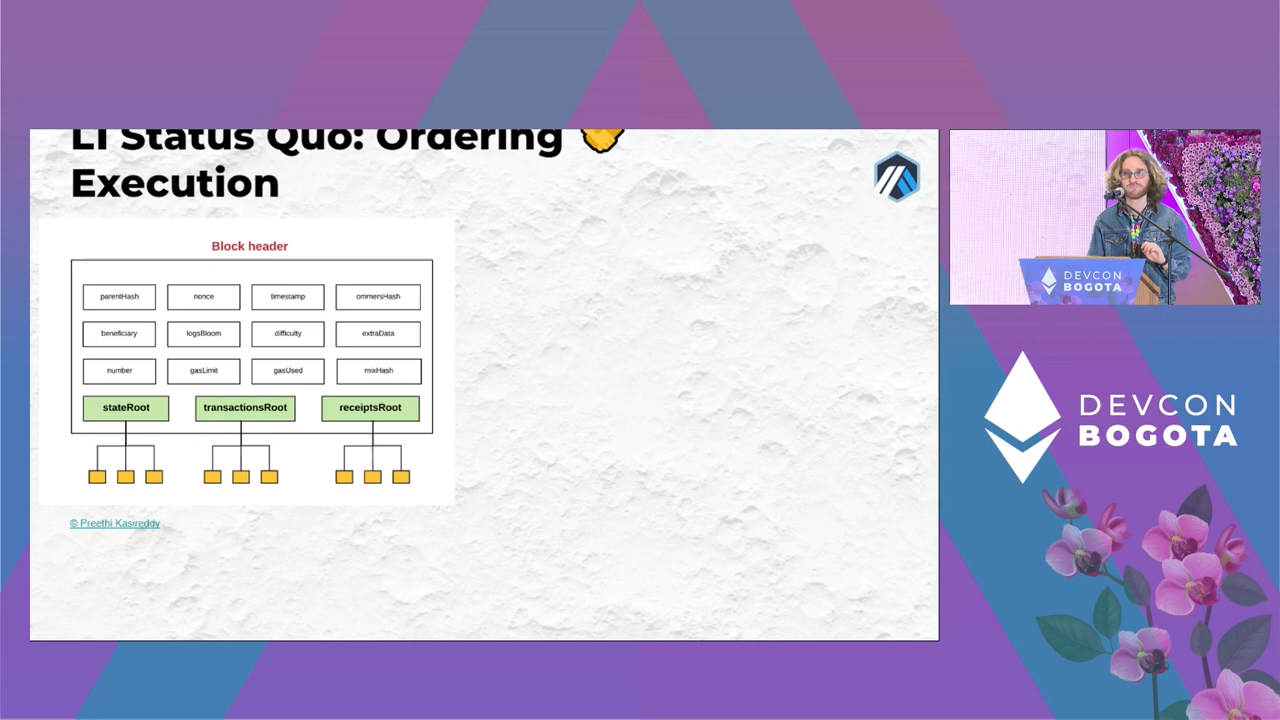 L1 Status Quo: Ordering
Execution
Block header
parentHash
nonce
timestamp
ommersHash
beneficiary
logsBloom
difficulty
extraData
number
gasLimit
gasUsed
mixHash
stateRoot
transactionsRoot
receiptsRoot
© Preethi Kasireddy
DEVCON
BOGOTA
DEVCON
BOGOTA